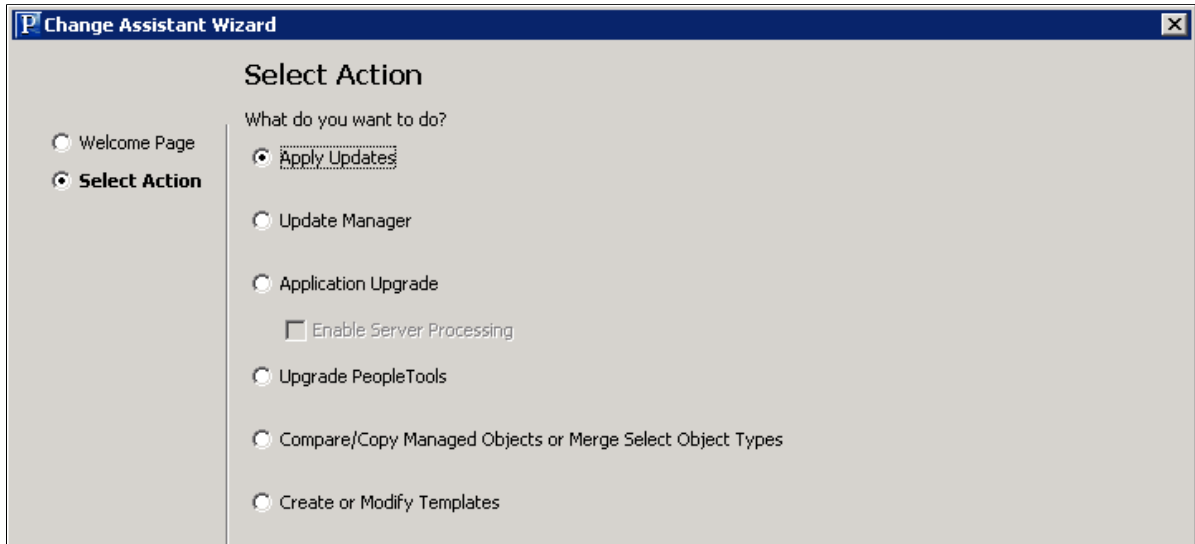 P Change Assistant Wizard
Select Action
What do you want to do?
Welcome Page
Select Action
Apply Updates
Update Manager
Application Upgrade
Enable Server Processing
Upgrade PeopleTools
Compare/Copy Managed Objects or Merge Select Object Types
Create or Modify Templates